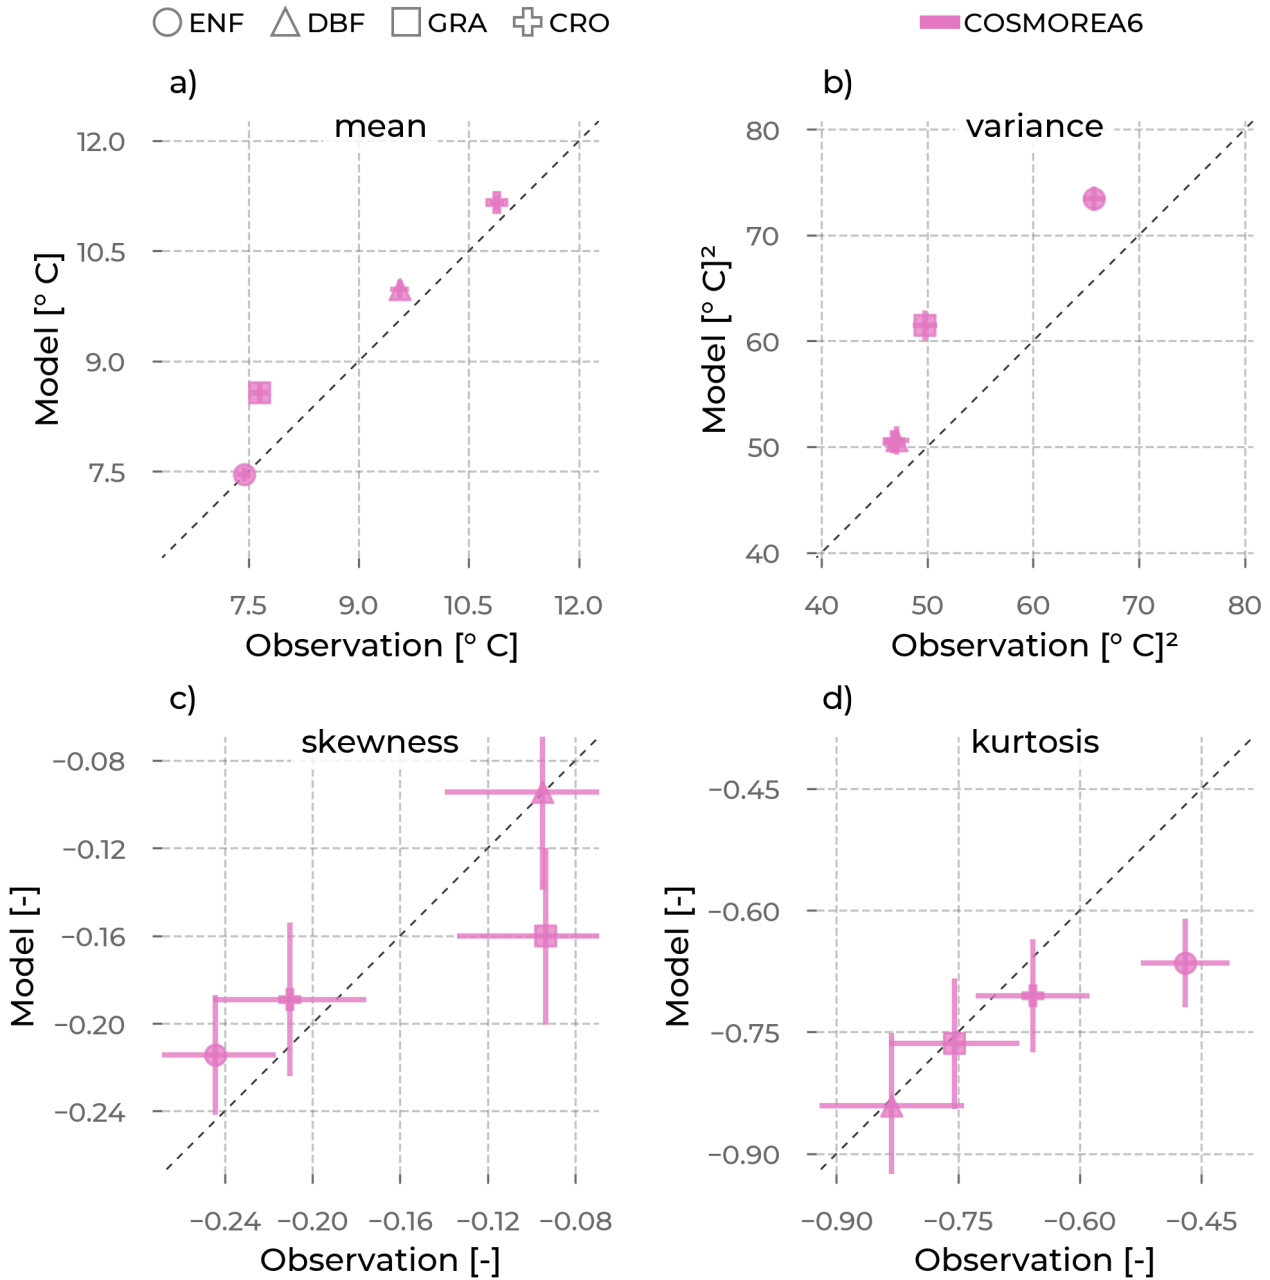 ENF DBF GRA CRO COSMOREA6
a) b)
mean variance
12.0
10.5
9.0
7.5
Model [° C]
7.5 9.0 10.5 12.0
Observation [° C]
80
70
60
50
40
Model [° C]²
40 50 60 70 80
Observation [° C]²
c) d)
skewness kurtosis
−0.08
−0.12
−0.16
−0.20
−0.24
Model [-]
−0.24 −0.20 −0.16 −0.12 −0.08
Observation [-]
−0.45
−0.60
−0.75
−0.90
Model [-]
−0.90 −0.75 −0.60 −0.45
Observation [-]